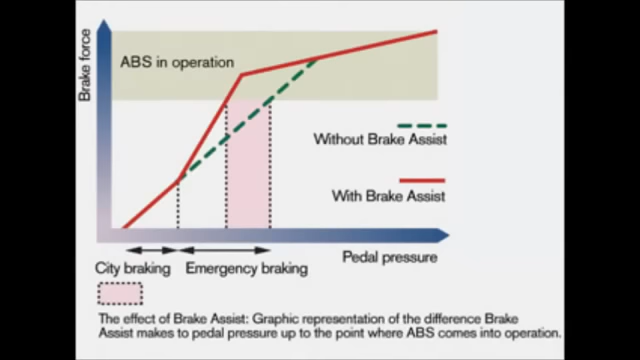 Brake force
ABS in operation
Without Brake Assist
With Brake Assist
Pedal pressure
City braking
Emergency braking
The effect of Brake Assist: Graphic representation of the difference Brake
Assist makes to pedal pressure up to the point where ABS comes into operation.